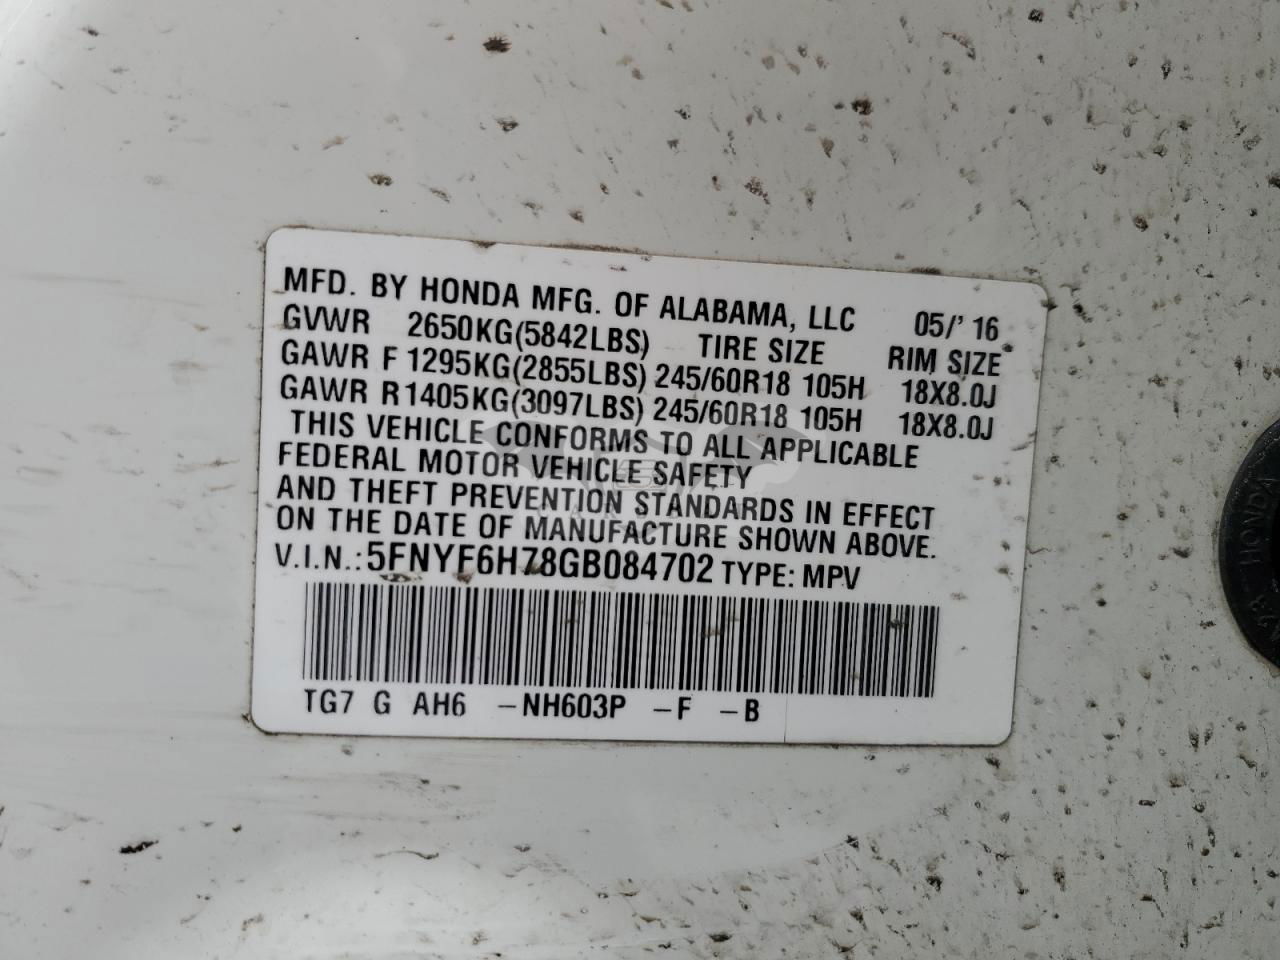 MFD. BY HONDA MFG. OF ALABAMA, LLC 05/'16
GVWR 2650KG(5842LBS) TIRE SIZE RIM SIZE
GAWR F 1295KG(2855LBS) 245/60R18 105H 18X8.0J
GAWR R 1405KG(3097LBS) 245/60R18 105H 18X8.0J
THIS VEHICLE CONFORMS TO ALL APPLICABLE
FEDERAL MOTOR VEHICLE SAFETY
AND THEFT PREVENTION STANDARDS IN EFFECT
ON THE DATE OF MANUFACTURE SHOWN ABOVE.
V.I.N.: 5FNYF6H78GB084702 TYPE: MPV
TG7 G AH6 –NH603P –F –B
HONDA